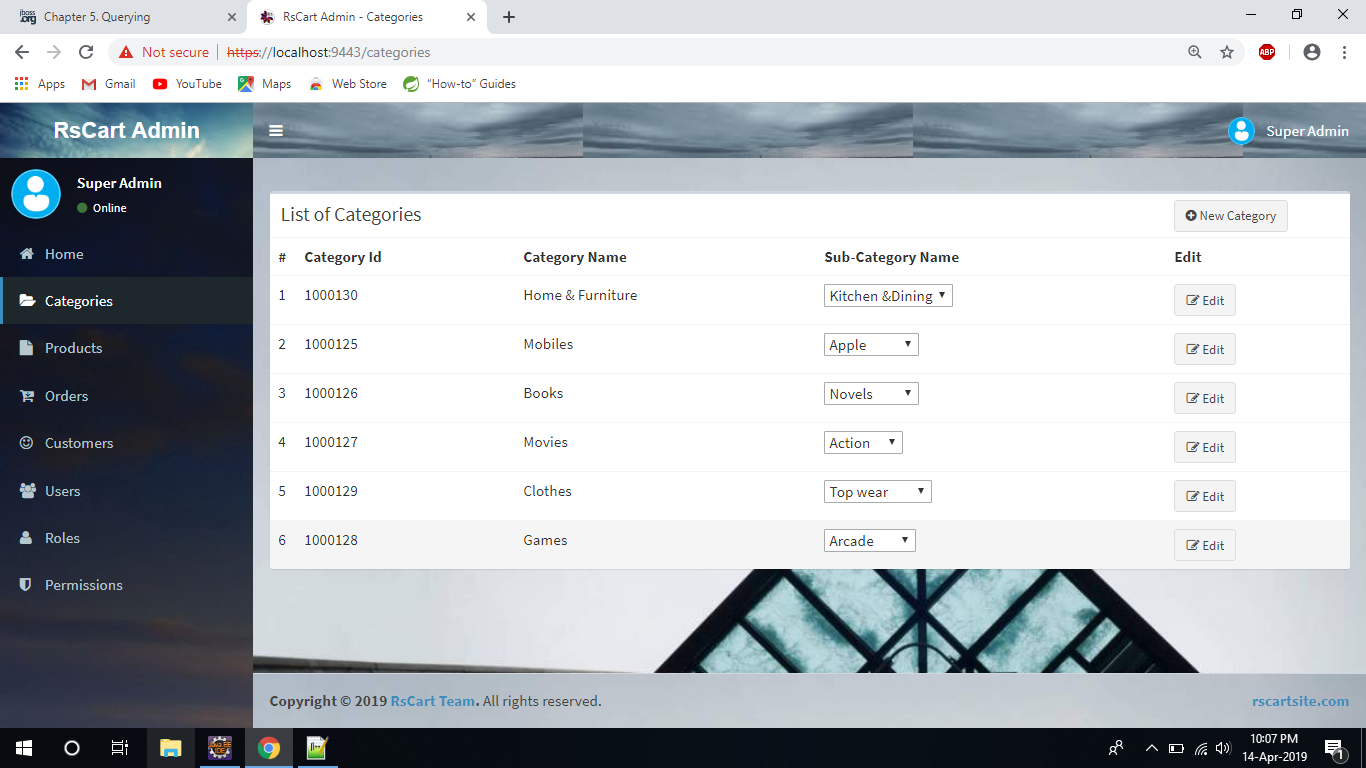 jboss.org Chapter 5. Querying RsCart Admin - Categories
Not secure https://localhost:9443/categories ABP
Apps Gmail YouTube Maps Web Store "How-to" Guides
RsCart Admin Super Admin
Super Admin
Online
Home
Categories
Products
Orders
Customers
Users
Roles
Permissions
List of Categories New Category
# Category Id Category Name Sub-Category Name Edit
1 1000130 Home & Furniture Kitchen &Dining Edit
2 1000125 Mobiles Apple Edit
3 1000126 Books Novels Edit
4 1000127 Movies Action Edit
5 1000129 Clothes Top wear Edit
6 1000128 Games Arcade Edit
Copyright © 2019 RsCart Team. All rights reserved. rscartsite.com
10:07 PM
14-Apr-2019
1